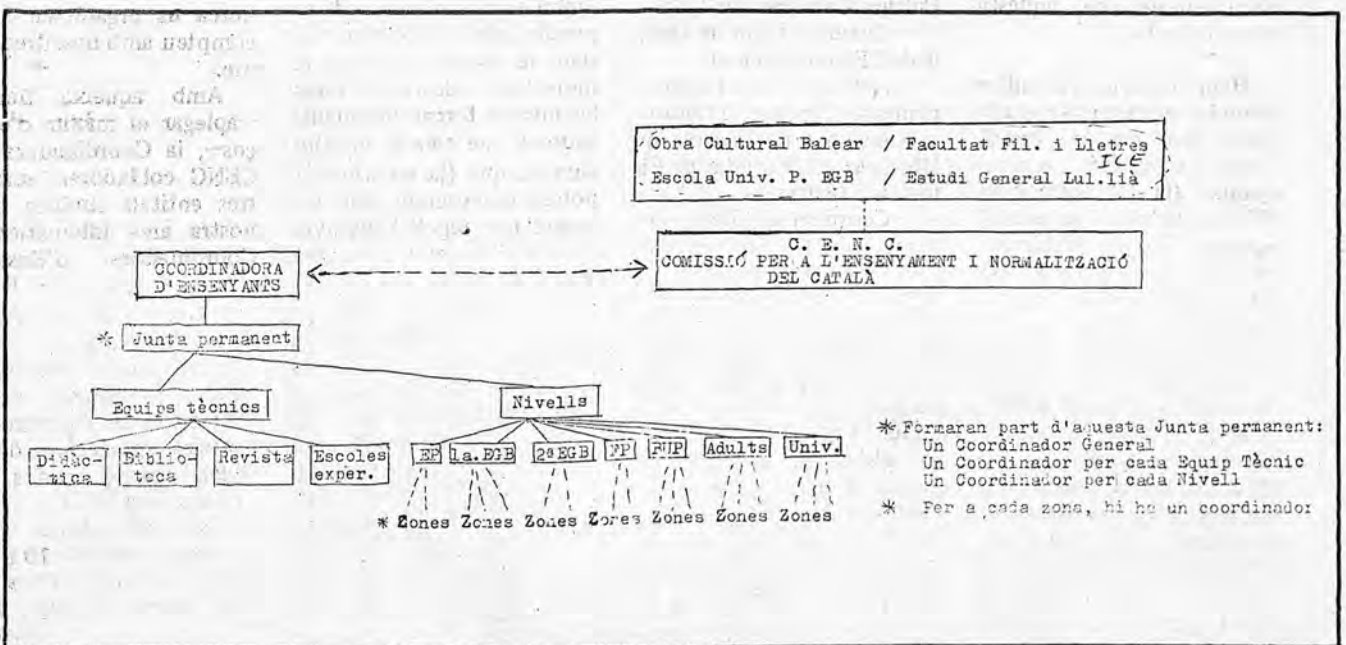 Óbra Cultural Balear / Facultat Fil. i Lletres
ICE
Escola Univ. P. EGB / Estudi General Lul.lià
C. E. N. C.
COMISSIÓ PER A L'ENSENYAMENT I NORMALITZACIÓ
DEL CATALÀ
COORDINADORA
D'ENSENYANTS
* Junta permanent
Equips tècnics
Nivells
Didàc-
tica
Biblio-
teca
Revista
Escoles
exper.
EP 1a.EGB 2ªEGB FP BUP Adults Univ.
* Zones Zones Zones Zones Zones Zones Zones
* Formaran part d'aquesta Junta permanent:
Un Coordinador General
Un Coordinador per cada Equip Tècnic
Un Coordinador per cada Nivell
* Per a cada zona, hi ha un coordinador